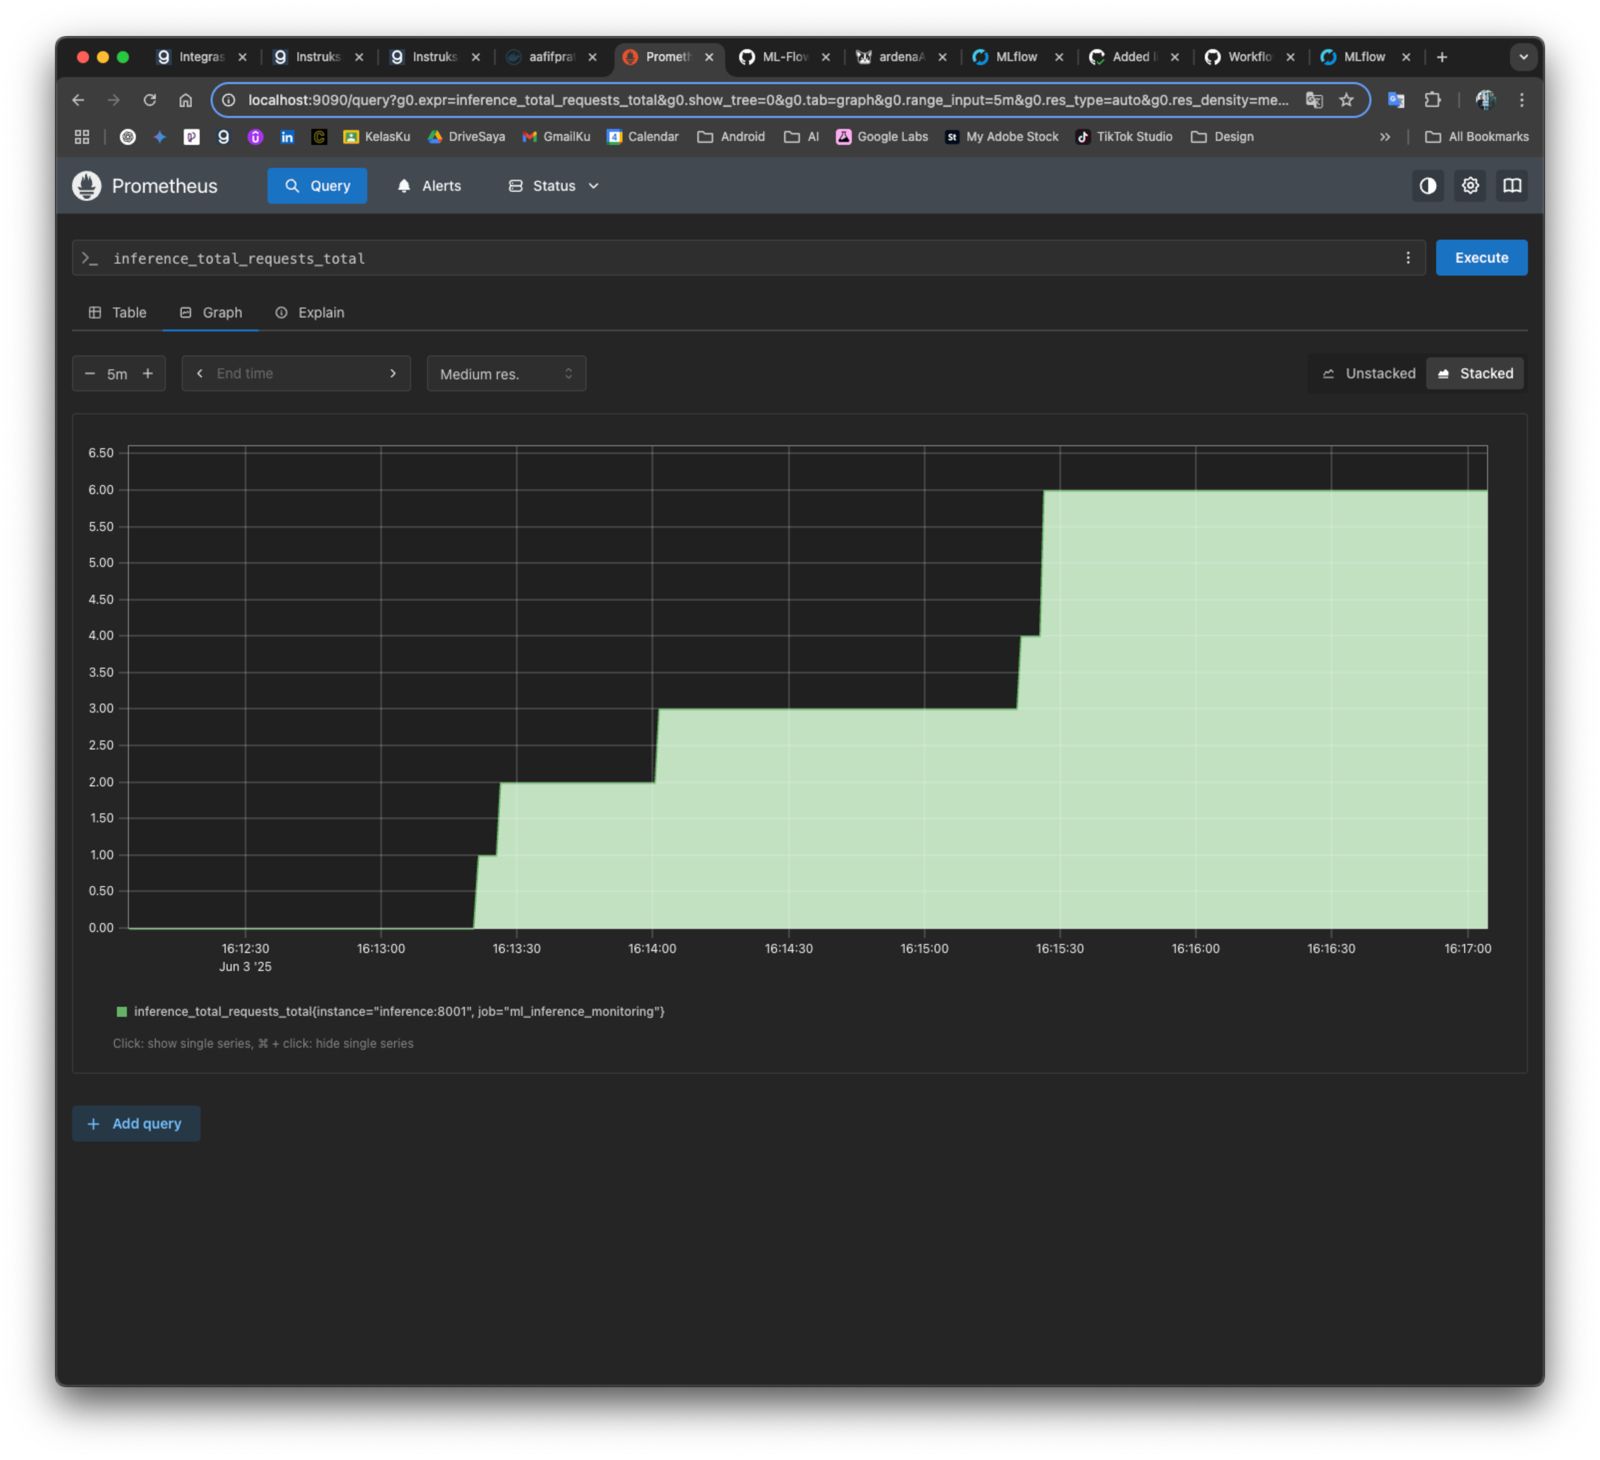 Integras Instruks Instruks aafifprat Prometh ML-Flow ardenaA MLflow Added l Workflo MLflow
localhost:9090/query?g0.expr=inference_total_requests_total&g0.show_tree=0&g0.tab=graph&g0.range_input=5m&g0.res_type=auto&g0.res_density=me...
KelasKu DriveSaya GmailKu Calendar Android AI Google Labs St My Adobe Stock TikTok Studio Design » All Bookmarks
Prometheus Query Alerts Status
>_ inference_total_requests_total Execute
Table Graph Explain
− 5m + < End time > Medium res. Unstacked Stacked
6.50
6.00
5.50
5.00
4.50
4.00
3.50
3.00
2.50
2.00
1.50
1.00
0.50
0.00
16:12:30 16:13:00 16:13:30 16:14:00 16:14:30 16:15:00 16:15:30 16:16:00 16:16:30 16:17:00
Jun 3 '25
inference_total_requests_total{instance="inference:8001", job="ml_inference_monitoring"}
Click: show single series, ⌘ + click: hide single series
+ Add query